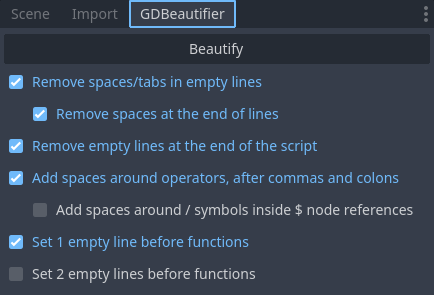 Scene Import GDBeautifier
Beautify
Remove spaces/tabs in empty lines
Remove spaces at the end of lines
Remove empty lines at the end of the script
Add spaces around operators, after commas and colons
Add spaces around / symbols inside $ node references
Set 1 empty line before functions
Set 2 empty lines before functions